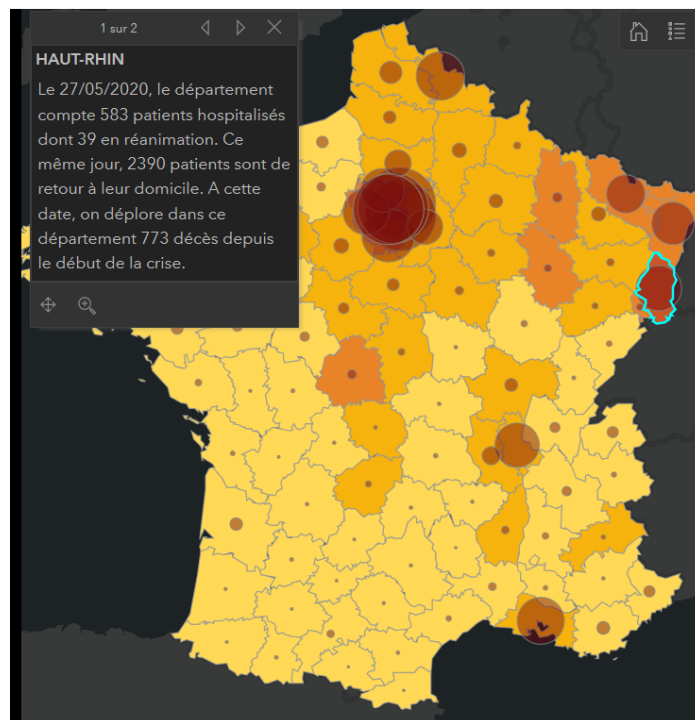 1 sur 2
HAUT-RHIN
Le 27/05/2020, le département
compte 583 patients hospitalisés
dont 39 en réanimation. Ce
même jour, 2390 patients sont de
retour à leur domicile. A cette
date, on déplore dans ce
département 773 décès depuis
le début de la crise.